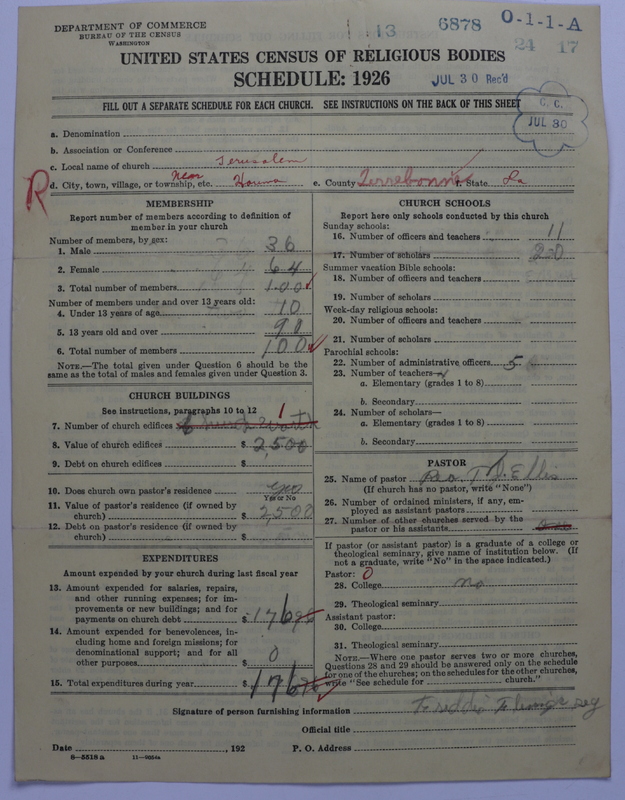 DEPARTMENT OF COMMERCE
BUREAU OF THE CENSUS
WASHINGTON
13 6878 O-1-1-A
24 17
UNITED STATES CENSUS OF RELIGIOUS BODIES
SCHEDULE: 1926
JUL 30 Rec'd
FILL OUT A SEPARATE SCHEDULE FOR EACH CHURCH. SEE INSTRUCTIONS ON THE BACK OF THIS SHEET
C. C.
JUL 30
a. Denomination
b. Association or Conference
c. Local name of church Jerusalem
R
d. City, town, village, or township, etc. Near Houma e. County Terrebonne f. State La
MEMBERSHIP
Report number of members according to definition of
member in your church
Number of members, by sex:
1. Male 36
2. Female 64
3. Total number of members 100
Number of members under and over 13 years old:
4. Under 13 years of age 10
5. 13 years old and over 90
6. Total number of members 100
NOTE.—The total given under Question 6 should be
same as the total of males and females given under Question 3.
CHURCH BUILDINGS
See instructions, paragraphs 10 to 12
7. Number of church edifices 1
8. Value of church edifices $ 2,500
9. Debt on church edifices $
10. Does church own pastor's residence
Yes or No
11. Value of pastor's residence (if owned by
church) $ 2,500
12. Debt on pastor's residence (if owned by
church) $
EXPENDITURES
Amount expended by your church during last fiscal year
13. Amount expended for salaries, repairs,
and other running expenses; for im-
provements or new buildings; and for
payments on church debt $ 176
14. Amount expended for benevolences, in-
cluding home and foreign missions; for
denominational support; and for all
other purposes $ 0
15. Total expenditures during year $ 176
CHURCH SCHOOLS
Report here only schools conducted by this church
Sunday schools:
16. Number of officers and teachers 11
17. Number of scholars 20
Summer vacation Bible schools:
18. Number of officers and teachers
19. Number of scholars
Week-day religious schools:
20. Number of officers and teachers
21. Number of scholars
Parochial schools:
22. Number of administrative officers 5
23. Number of teachers—
a. Elementary (grades 1 to 8)
b. Secondary
24. Number of scholars—
a. Elementary (grades 1 to 8)
b. Secondary
PASTOR
25. Name of pastor Ellis
(If church has no pastor, write "None")
26. Number of ordained ministers, if any, em-
ployed as assistant pastors
27. Number of other churches served by the
pastor or his assistants
If pastor (or assistant pastor) is a graduate of a college or
theological seminary, give name of institution below. (If
not a graduate, write "No" in the space indicated.)
Pastor: 0
28. College no
29. Theological seminary
Assistant pastor:
30. College
31. Theological seminary
NOTE.—Where one pastor serves two or more churches,
Questions 28 and 29 should be answered only on the schedule
for one of the churches; on the schedules for the other churches,
write "See schedule for church."
Signature of person furnishing information Freddie
Official title
Date , 192 P. O. Address
8—5518 a 11—9054a